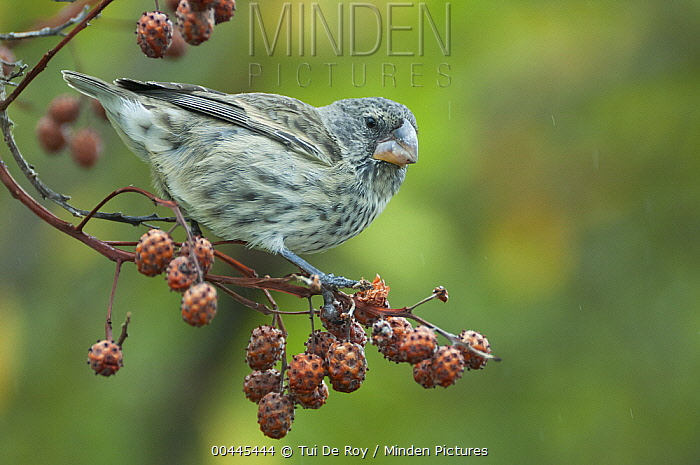 MINDEN
PICTURES
00445444 © Tui De Roy / Minden Pictures